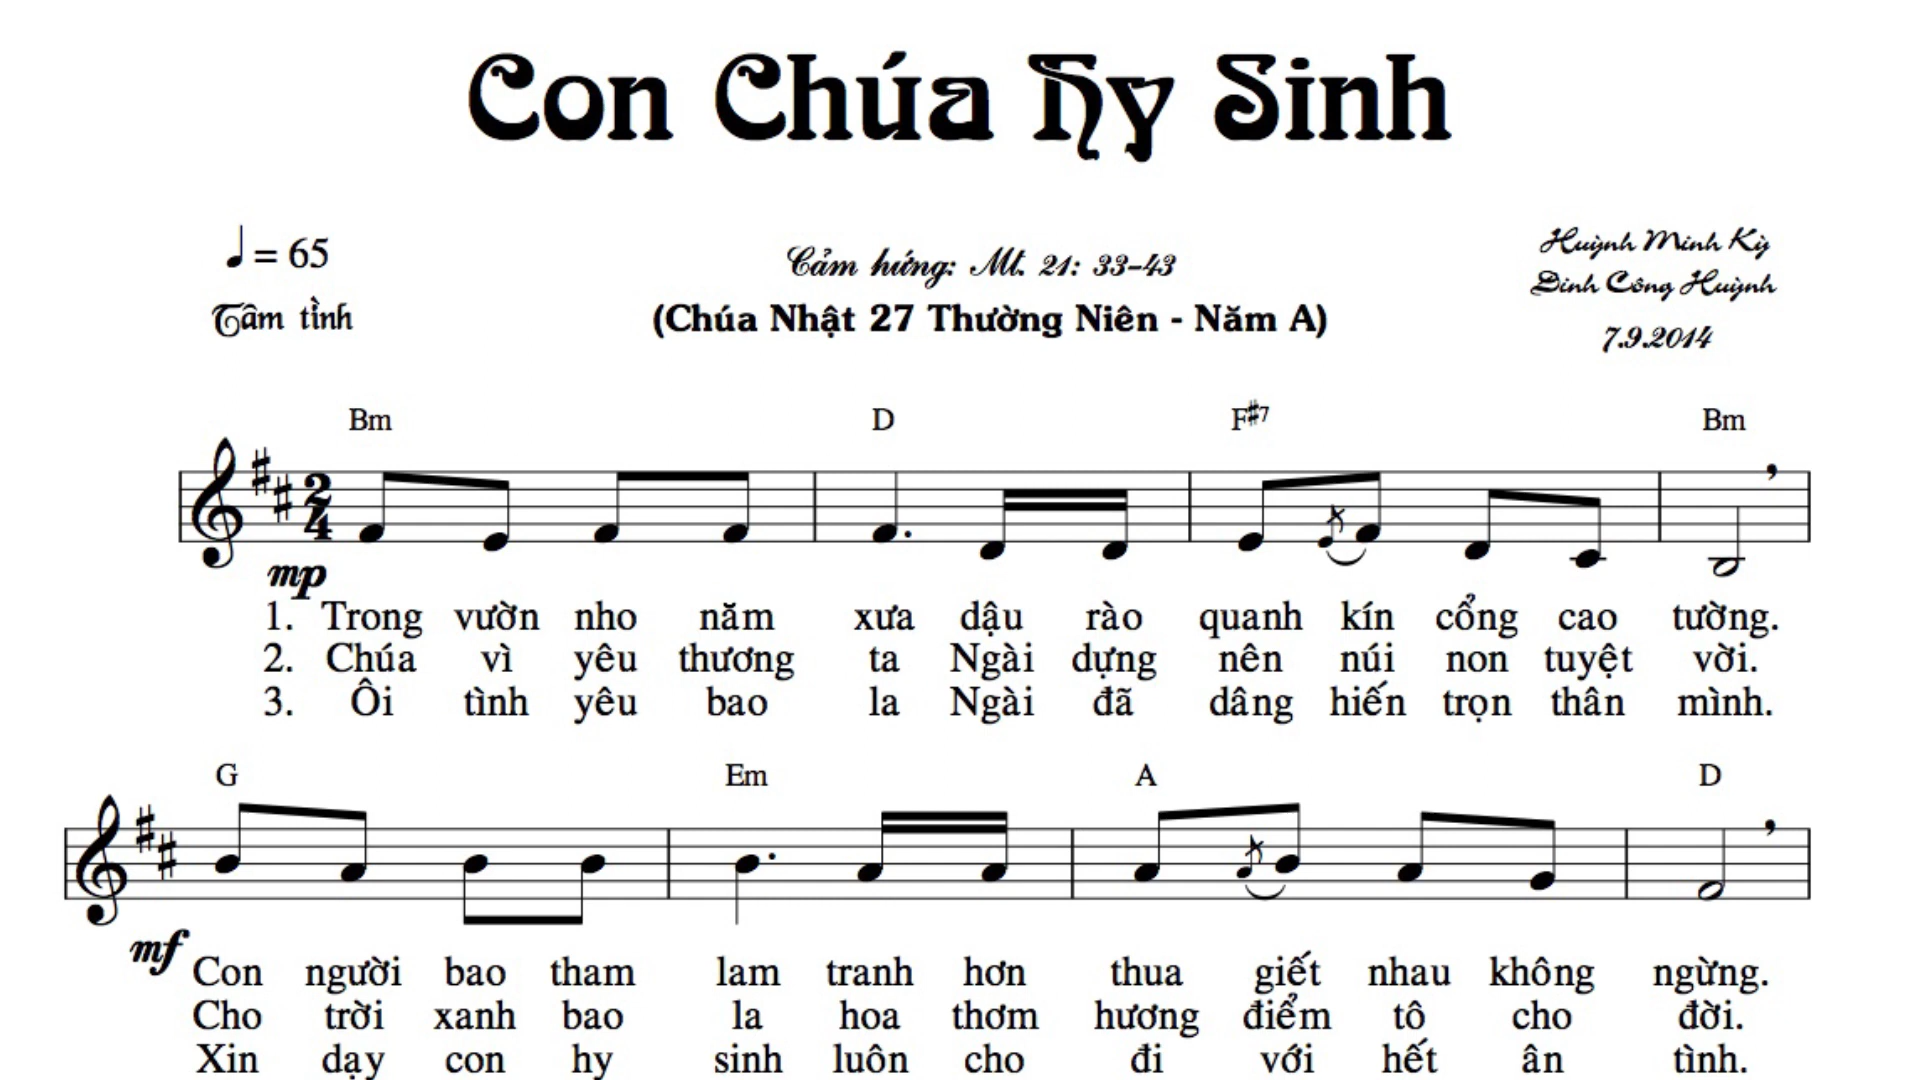 Con Chúa Hy Sinh
♩ = 65
Tâm tình
Cảm hứng: Mt. 21: 33-43
(Chúa Nhật 27 Thường Niên - Năm A)
Huỳnh Minh Kỳ
Đinh Công Huỳnh
7.9.2014
Bm D F#7 Bm
2
4
mp
1. Trong vườn nho năm xưa dậu rào quanh kín cổng cao tường.
2. Chúa vì yêu thương ta Ngài dựng nên núi non tuyệt vời.
3. Ôi tình yêu bao la Ngài đã dâng hiến trọn thân mình.
G Em A D
mf
Con người bao tham lam tranh hơn thua giết nhau không ngừng.
Cho trời xanh bao la hoa thơm hương điểm tô cho đời.
Xin dạy con hy sinh luôn cho đi với hết ân tình.